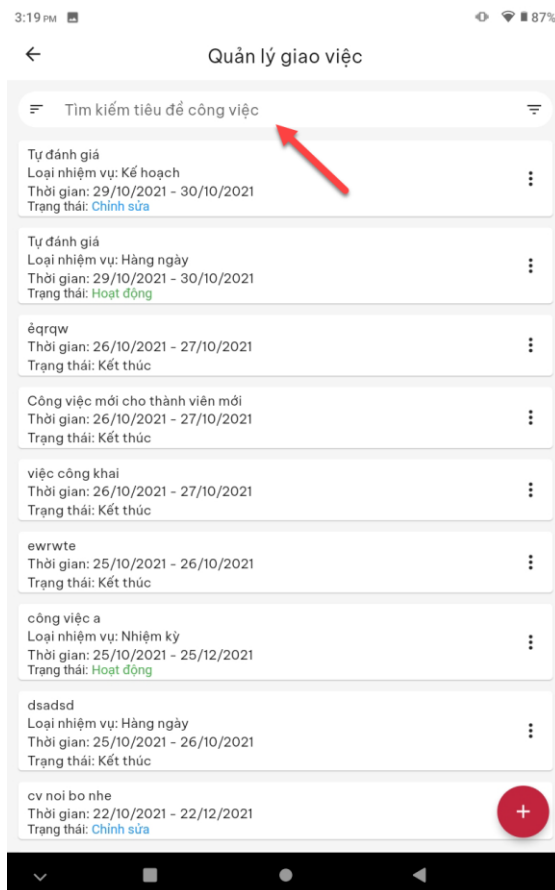 3:19 PM 87%
Quản lý giao việc
Tìm kiếm tiêu đề công việc
Tự đánh giá
Loại nhiệm vụ: Kế hoạch
Thời gian: 29/10/2021 - 30/10/2021
Trạng thái: Chỉnh sửa
Tự đánh giá
Loại nhiệm vụ: Hàng ngày
Thời gian: 29/10/2021 - 30/10/2021
Trạng thái: Hoạt động
ẻqrqw
Thời gian: 26/10/2021 - 27/10/2021
Trạng thái: Kết thúc
Công việc mới cho thành viên mới
Thời gian: 26/10/2021 - 27/10/2021
Trạng thái: Kết thúc
việc công khai
Thời gian: 26/10/2021 - 27/10/2021
Trạng thái: Kết thúc
ewrwte
Thời gian: 25/10/2021 - 26/10/2021
Trạng thái: Kết thúc
công việc a
Loại nhiệm vụ: Nhiệm kỳ
Thời gian: 25/10/2021 - 25/12/2021
Trạng thái: Hoạt động
dsadsd
Loại nhiệm vụ: Hàng ngày
Thời gian: 25/10/2021 - 26/10/2021
Trạng thái: Kết thúc
cv noi bo nhe
Thời gian: 22/10/2021 - 22/12/2021
Trạng thái: Chỉnh sửa